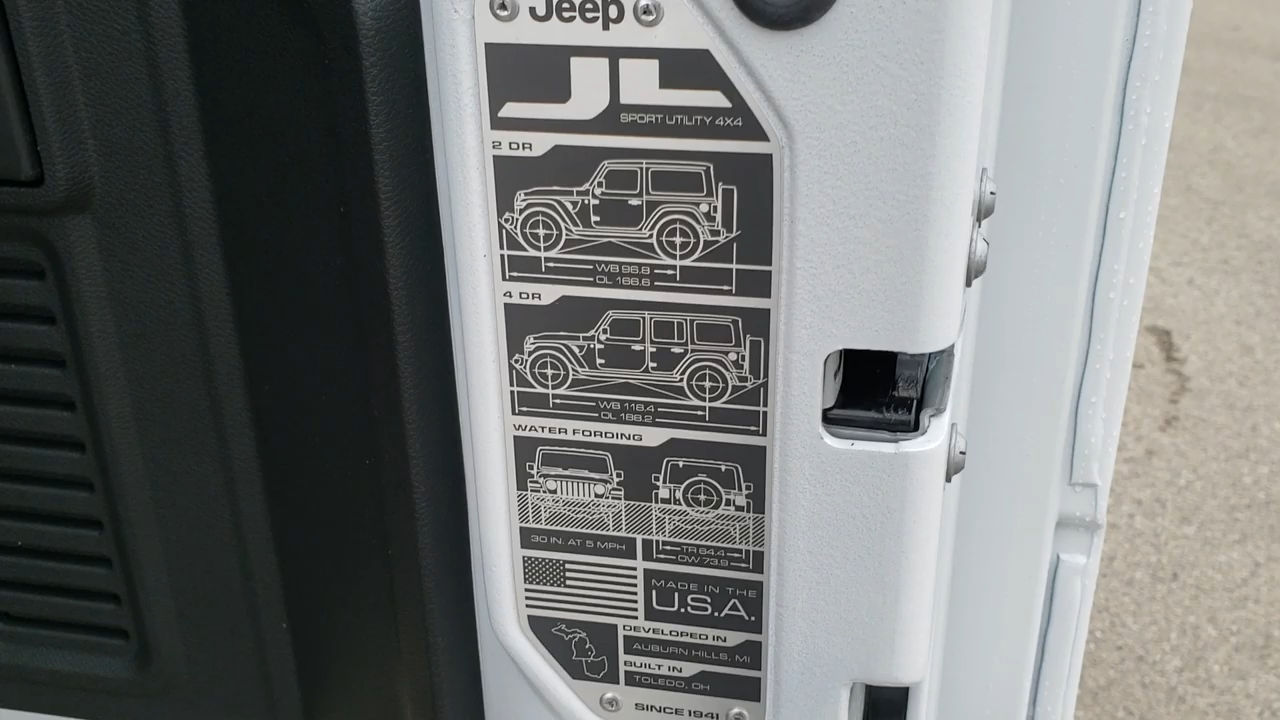 Jeep
JL
SPORT UTILITY 4X4
2 DR
WB 96.8
OL 166.6
4 DR
WB 118.4
OL 188.2
WATER FORDING
30 IN. AT 5 MPH
TR 64.4
OW 73.9
MADE IN THE
U.S.A.
DEVELOPED IN
AUBURN HILLS, MI
BUILT IN
TOLEDO, OH
SINCE 1941